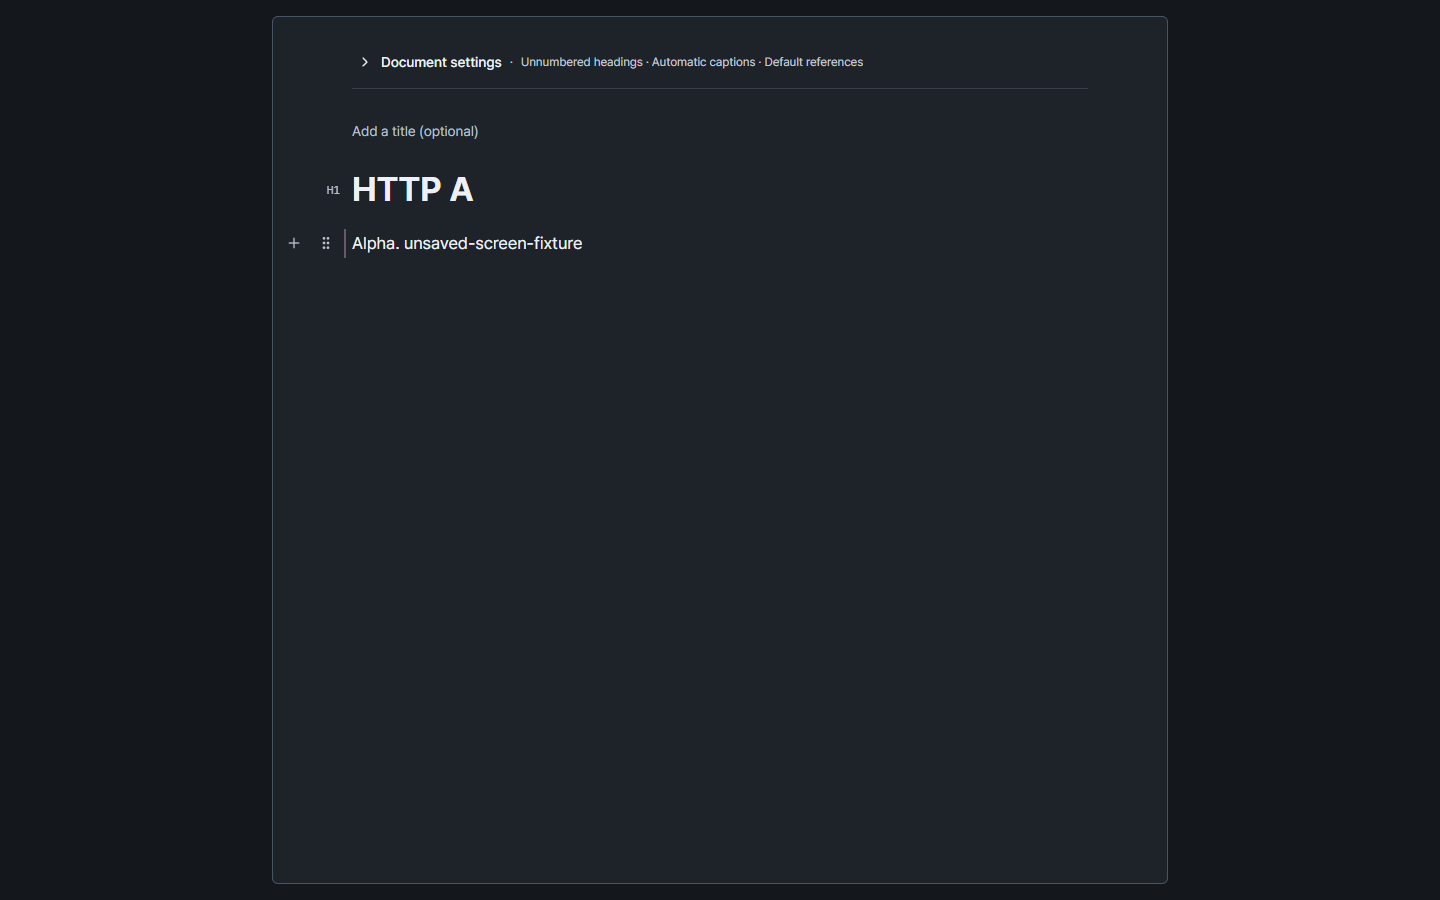 Document settings · Unnumbered headings · Automatic captions · Default references
Add a title (optional)
H1 HTTP A
Alpha. unsaved-screen-fixture